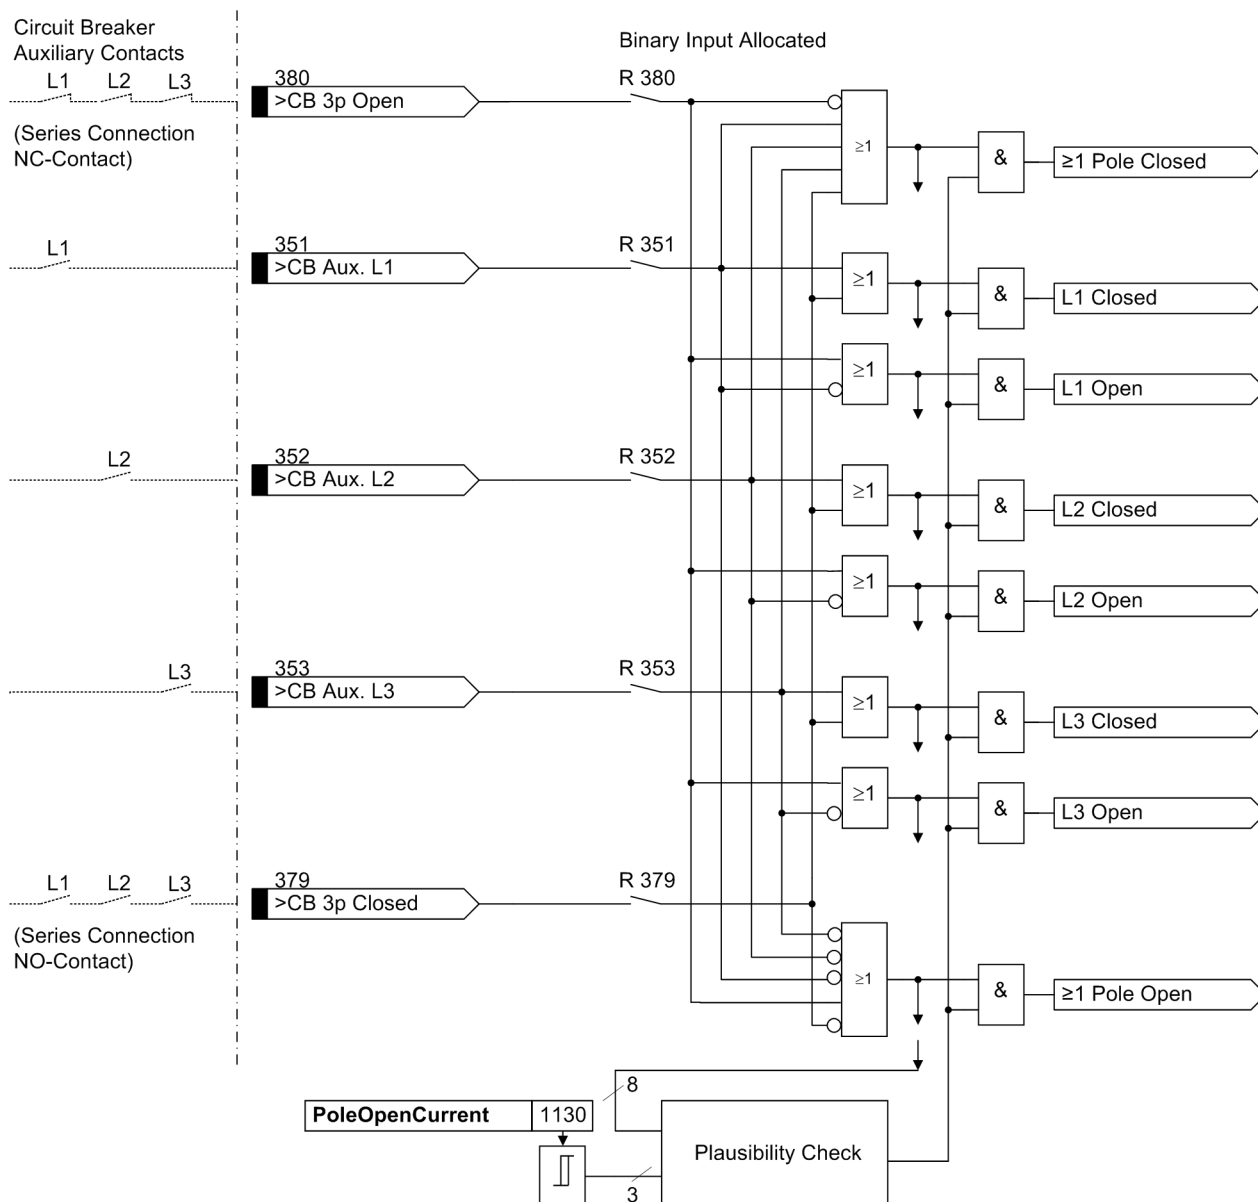 Circuit Breaker
Auxiliary Contacts
Binary Input Allocated
L1 L2 L3
380
>CB 3p Open
R 380
(Series Connection
NC-Contact)
≥1
&
≥1 Pole Closed
L1
351
>CB Aux. L1
R 351
≥1
&
L1 Closed
≥1
&
L1 Open
L2
352
>CB Aux. L2
R 352
≥1
&
L2 Closed
≥1
&
L2 Open
L3
353
>CB Aux. L3
R 353
≥1
&
L3 Closed
≥1
&
L3 Open
L1 L2 L3
379
>CB 3p Closed
R 379
(Series Connection
NO-Contact)
≥1
&
≥1 Pole Open
8
PoleOpenCurrent 1130
Plausibility Check
3